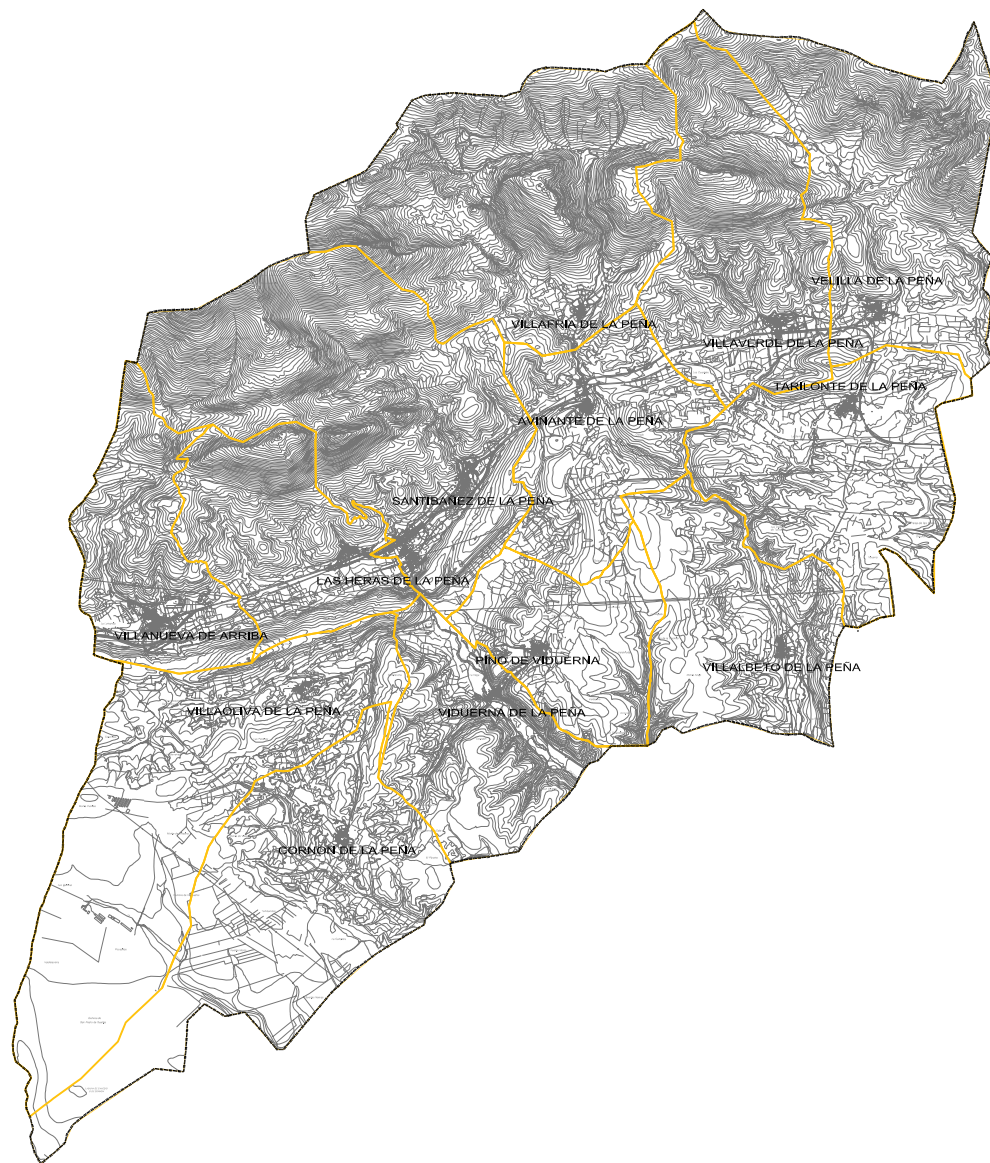 VELILLA DE LA PEÑA
VILLAFRIA DE LA PEÑA
VILLAVERDE DE LA PEÑA
TARILONTE DE LA PEÑA
AVIÑANTE DE LA PEÑA
SANTIBAÑEZ DE LA PEÑA
LAS HERAS DE LA PEÑA
VILLANUEVA DE ARRIBA
PINO DE VIDUERNA
VILLALBETO DE LA PEÑA
VILLAOLIVA DE LA PEÑA
VIDUERNA DE LA PEÑA
CORNON DE LA PEÑA